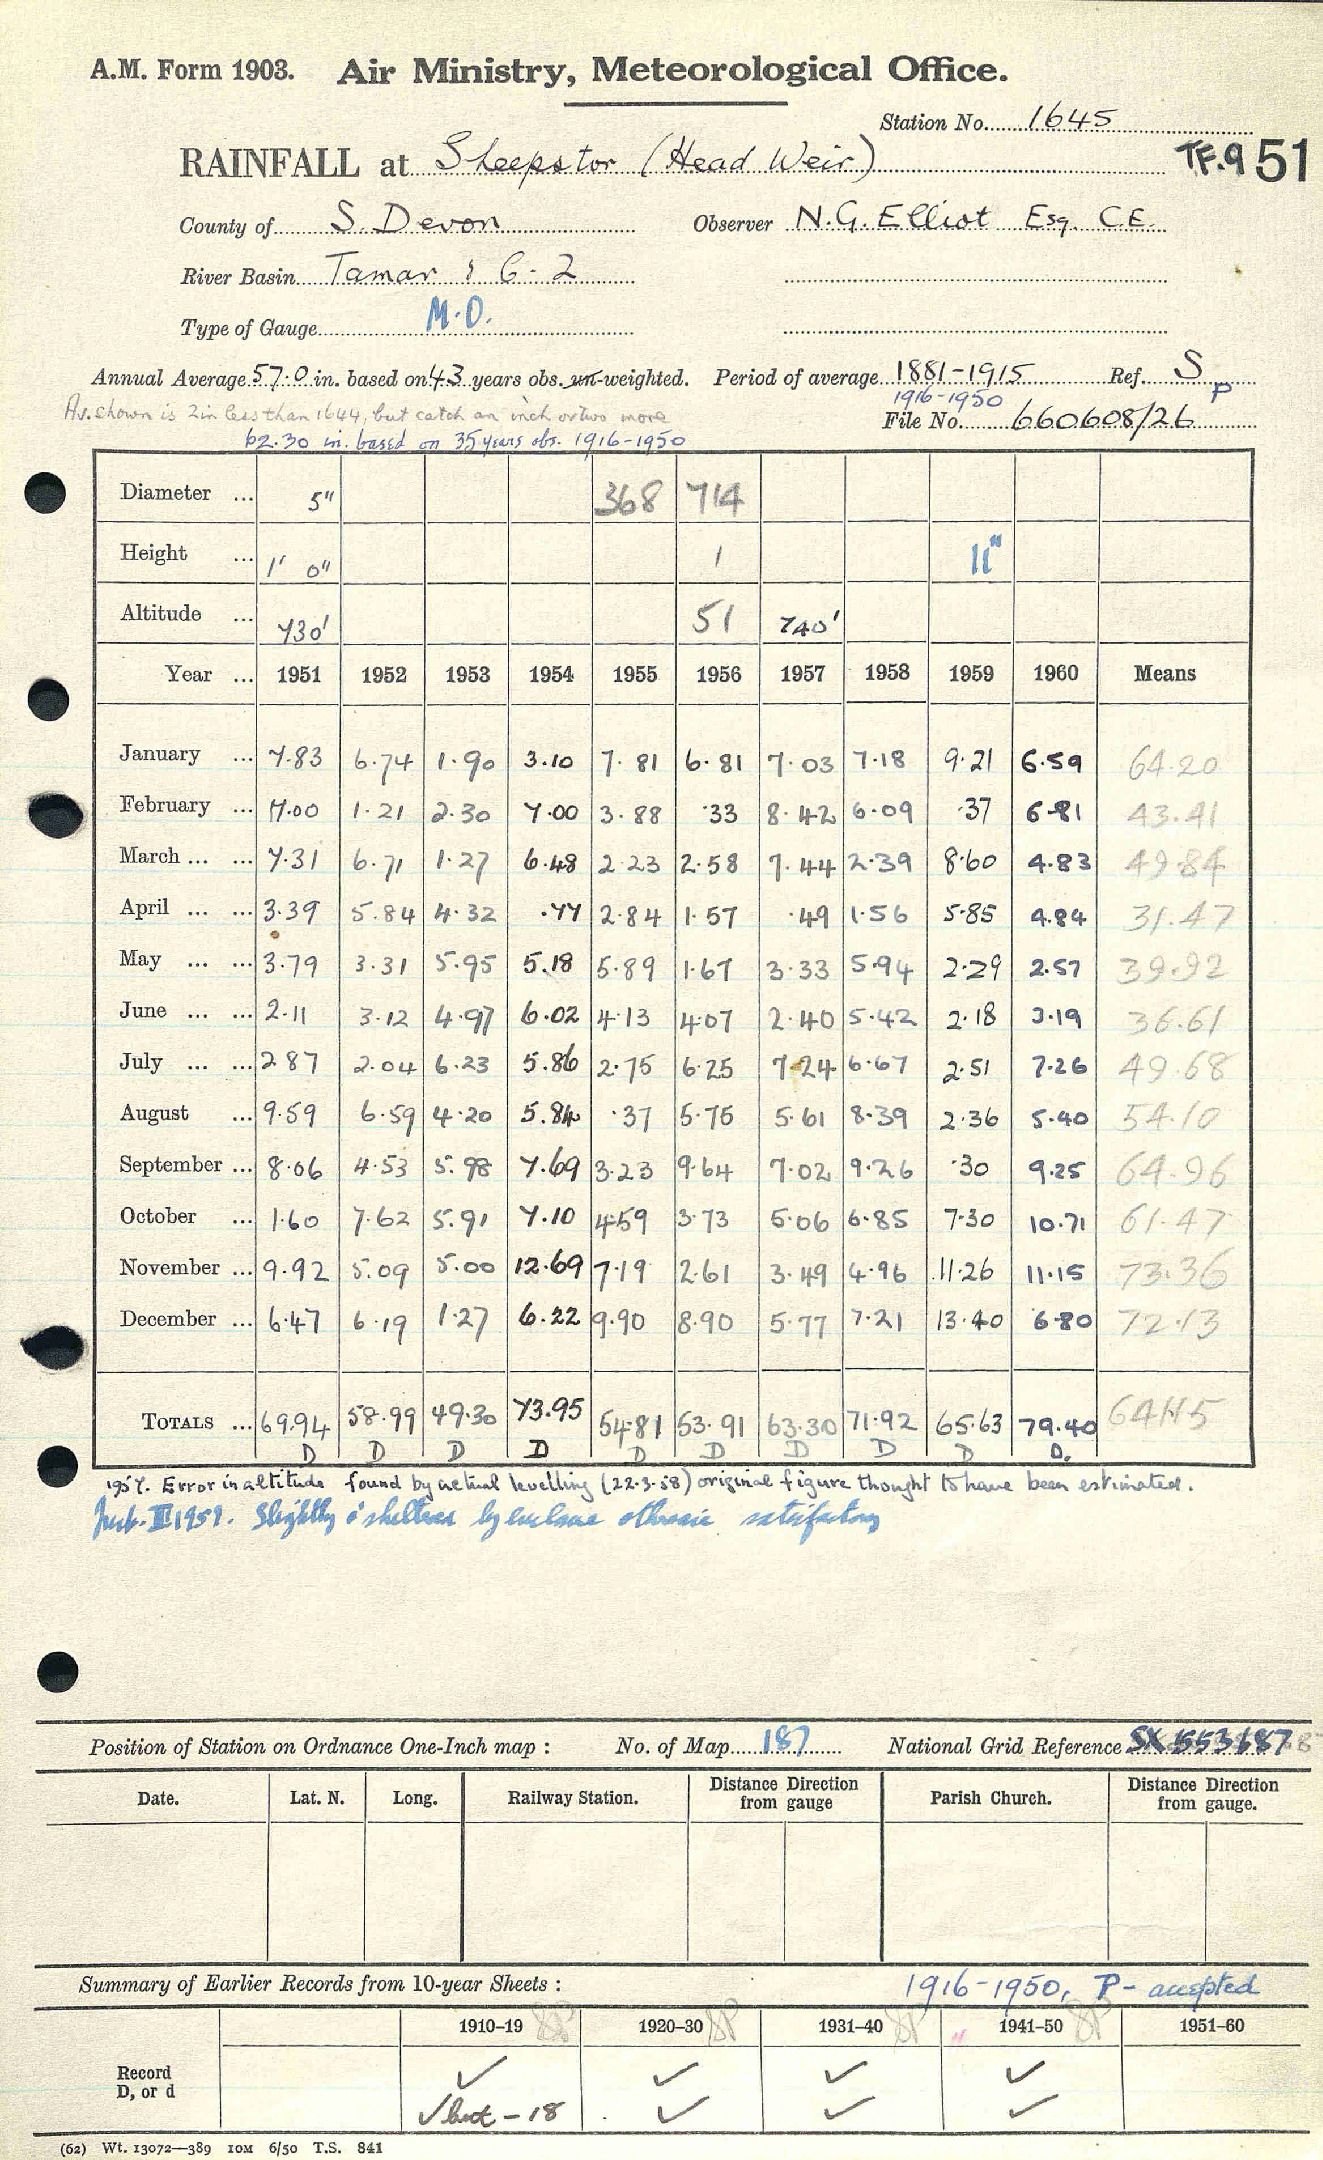 A.M. Form 1903. Air Ministry, Meteorological Office.
Station No. 1645
RAINFALL at Sheepstor (Head Weir) TF.9 51
County of S. Devon Observer N.G. Elliot Esq. C.E.
River Basin Tamar & G-2
Type of Gauge M.O.
Annual Average 57.0 in. based on 43 years obs. un-weighted. Period of average 1881-1915 Ref. S
1916-1950 P
Av. shown is 2in less than 1644, but catch an inch or two more File No. 660608/26
62.30 in. based on 35 years obs. 1916-1950
Diameter ... 5" 368 714
Height ... 1' 0" 1 11"
Altitude ... 730' 51 740'
Year ... 1951 1952 1953 1954 1955 1956 1957 1958 1959 1960 Means
January ... 7.83 6.74 1.90 3.10 7.81 6.81 7.03 7.18 9.21 6.59 64.20
February ... 7.00 1.21 2.30 7.00 3.88 .33 8.42 6.09 .37 6.81 43.41
March ... ... 7.31 6.71 1.27 6.48 2.23 2.58 7.44 2.39 8.60 4.83 49.84
April ... ... 3.39 5.84 4.32 .77 2.84 1.57 .49 1.56 5.85 4.84 31.47
May ... ... 3.79 3.31 5.95 5.18 5.89 1.67 3.33 5.94 2.29 2.57 39.92
June ... ... 2.11 3.12 4.97 6.02 4.13 4.07 2.40 5.42 2.18 3.19 36.61
July ... ... 2.87 2.04 6.23 5.86 2.75 6.25 7.24 6.67 2.51 7.26 49.68
August ... 9.59 6.59 4.20 5.84 .37 5.75 5.61 8.39 2.36 5.40 54.10
September ... 8.06 4.53 5.98 7.69 3.23 9.64 7.02 9.26 .30 9.25 64.96
October ... 1.60 7.62 5.91 7.10 4.59 3.73 5.06 6.85 7.30 10.71 61.47
November ... 9.92 5.09 5.00 12.69 7.19 2.61 3.49 4.96 11.26 11.15 73.36
December ... 6.47 6.19 1.27 6.22 9.90 8.90 5.77 7.21 13.40 6.80 72.13
TOTALS ... 69.94 58.99 49.30 73.95 54.81 53.91 63.30 71.92 65.63 79.40 641.15
D D D D D D D D D D.
1957. Error in altitude found by actual levelling (22.3.58) original figure thought to have been estimated.
III 1959. Slightly sheltered by satisfactory
Position of Station on Ordnance One-Inch map : No. of Map 187 National Grid Reference SX 553687
Date. Lat. N. Long. Railway Station. Distance Direction from gauge Parish Church. Distance Direction from gauge.
Summary of Earlier Records from 10-year Sheets : 1916-1950, P - accepted
1910-19 SP 1920-30 SP 1931-40 SP 1941-50 SP 1951-60
Record ✓ ✓ ✓ ✓
D, or d ✓ but - 18 ✓ ✓ ✓
(62) Wt. 13072—389 10M 6/50 T.S. 841